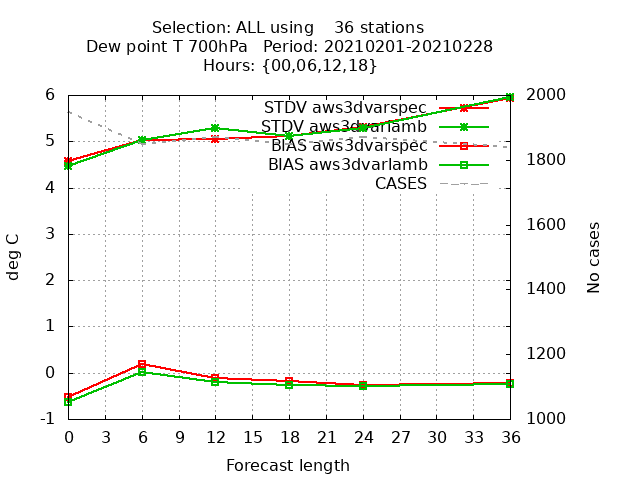 Selection: ALL using 36 stations
Dew point T 700hPa Period: 20210201-20210228
Hours: {00,06,12,18}
STDV aws3dvarspec
STDV aws3dvarlamb
BIAS aws3dvarspec
BIAS aws3dvarlamb
CASES
6
5
4
3
2
1
0
-1
deg C
2000
1800
1600
1400
1200
1000
No cases
0 3 6 9 12 15 18 21 24 27 30 33 36
Forecast length